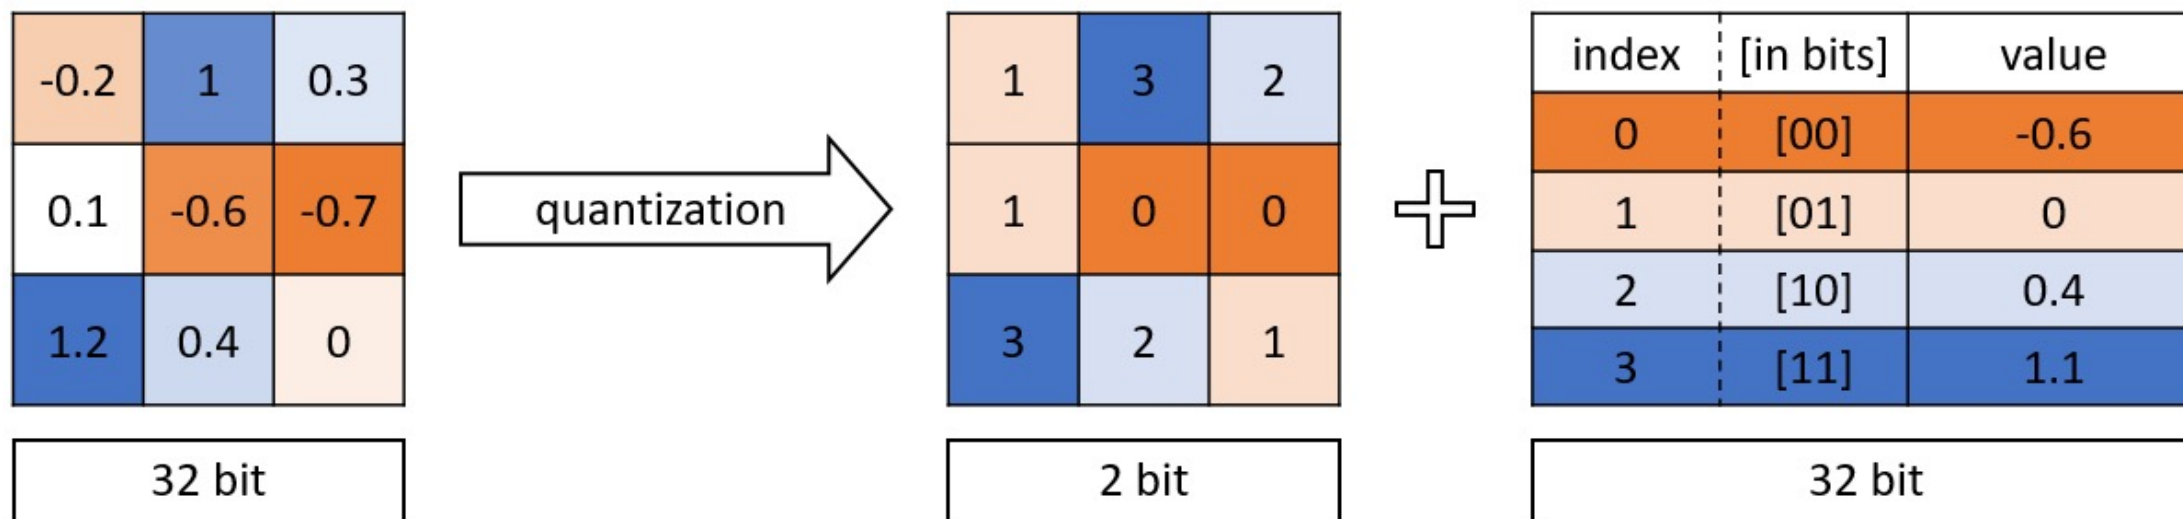 -0.2 1 0.3
0.1 -0.6 -0.7
1.2 0.4 0
32 bit
quantization
1 3 2
1 0 0
3 2 1
2 bit
index [in bits] value
0 [00] -0.6
1 [01] 0
2 [10] 0.4
3 [11] 1.1
32 bit